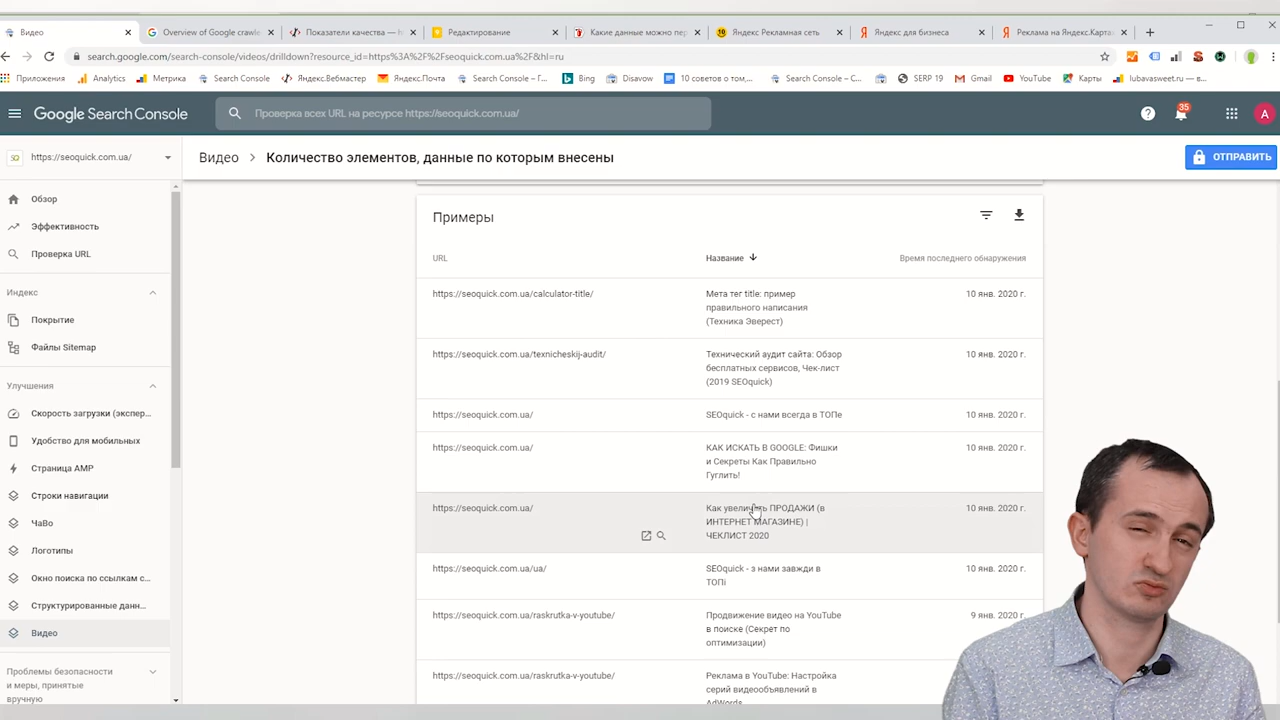 Видео
Overview of Google crawle
Показатели качества — Н
Редактирование
Какие данные можно пер
Яндекс Рекламная сеть
Яндекс для бизнеса
Реклама на Яндекс.Карта
search.google.com/search-console/videos/drilldown?resource_id=https%3A%2F%2Fseoquick.com.ua%2F&hl=ru
Приложения
Analytics
Метрика
Search Console
Яндекс.Вебмастер
Яндекс.Почта
Search Console – Г...
Bing
Disavow
10 советов о том,...
Search Console – С...
SERP 19
Gmail
YouTube
Карты
lubavasweet.ru — в...
Google Search Console
Проверка всех URL на ресурсе https://seoquick.com.ua/
35
A
https://seoquick.com.ua/
Видео
Количество элементов, данные по которым внесены
ОТПРАВИТЬ
Обзор
Эффективность
Проверка URL
Индекс
Покрытие
Файлы Sitemap
Улучшения
Скорость загрузки (экспер...
Удобство для мобильных
Страница AMP
Строки навигации
ЧаВо
Логотипы
Окно поиска по ссылкам с...
Структурированные данн...
Видео
Проблемы безопасности
и меры, принятые
вручную
Примеры
URL
Название
Время последнего обнаружения
https://seoquick.com.ua/calculator-title/
Мета тег title: пример
правильного написания
(Техника Эверест)
10 янв. 2020 г.
https://seoquick.com.ua/texnicheskij-audit/
Технический аудит сайта: Обзор
бесплатных сервисов, Чек-лист
(2019 SEOquick)
10 янв. 2020 г.
https://seoquick.com.ua/
SEOquick - с нами всегда в ТОПе
10 янв. 2020 г.
https://seoquick.com.ua/
КАК ИСКАТЬ В GOOGLE: Фишки
и Секреты Как Правильно
Гуглить!
10 янв. 2020 г.
https://seoquick.com.ua/
Как увеличить ПРОДАЖИ (в
ИНТЕРНЕТ МАГАЗИНЕ) |
ЧЕКЛИСТ 2020
10 янв. 2020 г.
https://seoquick.com.ua/ua/
SEOquick - з нами завжди в
ТОПі
10 янв. 2020 г.
https://seoquick.com.ua/raskrutka-v-youtube/
Продвижение видео на YouTube
в поиске (Секрет по
оптимизации)
9 янв. 2020 г.
https://seoquick.com.ua/raskrutka-v-youtube/
Реклама в YouTube: Настройка
серий видеообъявлений в
AdWords